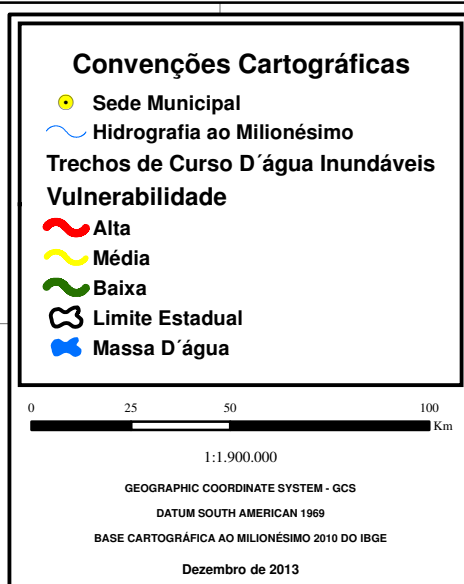 Convenções Cartográficas
Sede Municipal
Hidrografia ao Milionésimo
Trechos de Curso D´água Inundáveis
Vulnerabilidade
Alta
Média
Baixa
Limite Estadual
Massa D´água
0 25 50 100
Km
1:1.900.000
GEOGRAPHIC COORDINATE SYSTEM - GCS
DATUM SOUTH AMERICAN 1969
BASE CARTOGRÁFICA AO MILIONÉSIMO 2010 DO IBGE
Dezembro de 2013